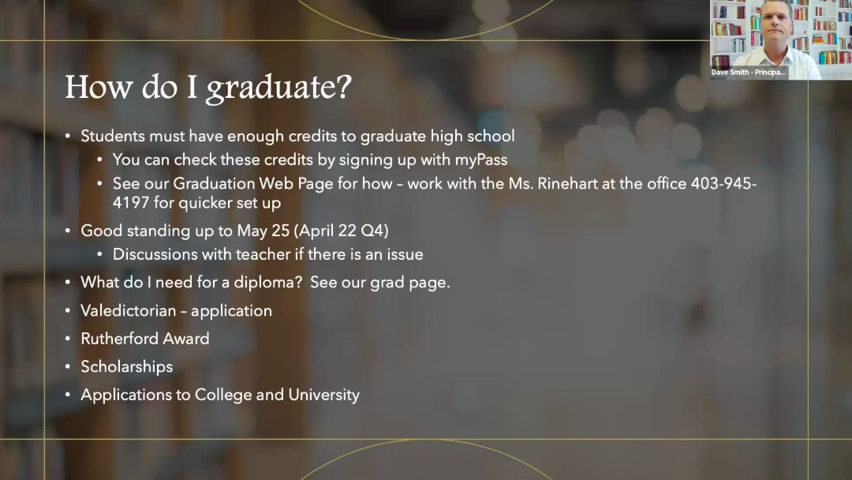 How do I graduate?
• Students must have enough credits to graduate high school
• You can check these credits by signing up with myPass
• See our Graduation Web Page for how – work with the Ms. Rinehart at the office 403-945-
4197 for quicker set up
• Good standing up to May 25 (April 22 Q4)
• Discussions with teacher if there is an issue
• What do I need for a diploma?  See our grad page.
• Valedictorian – application
• Rutherford Award
• Scholarships
• Applications to College and University
Dave Smith - Principa...